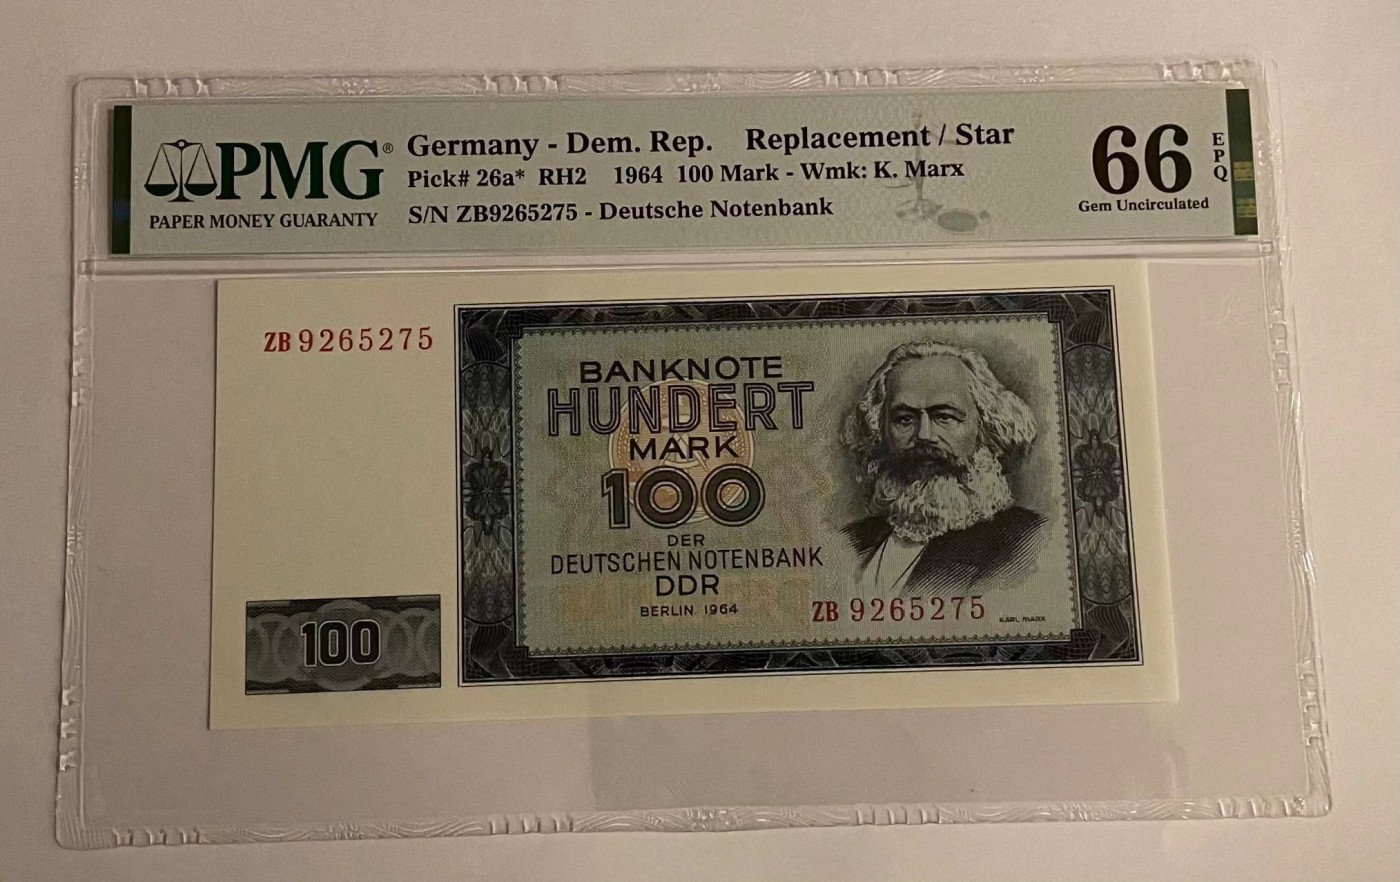 PMG®
PAPER MONEY GUARANTY
Germany - Dem. Rep. Replacement / Star
Pick# 26a* RH2 1964 100 Mark - Wmk: K. Marx
S/N ZB9265275 - Deutsche Notenbank
66
EPQ
Gem Uncirculated
ZB 9265275
BANKNOTE
HUNDERT
MARK
100
DER
DEUTSCHEN NOTENBANK
DDR
BERLIN 1964
ZB 9265275
KARL MARX
100